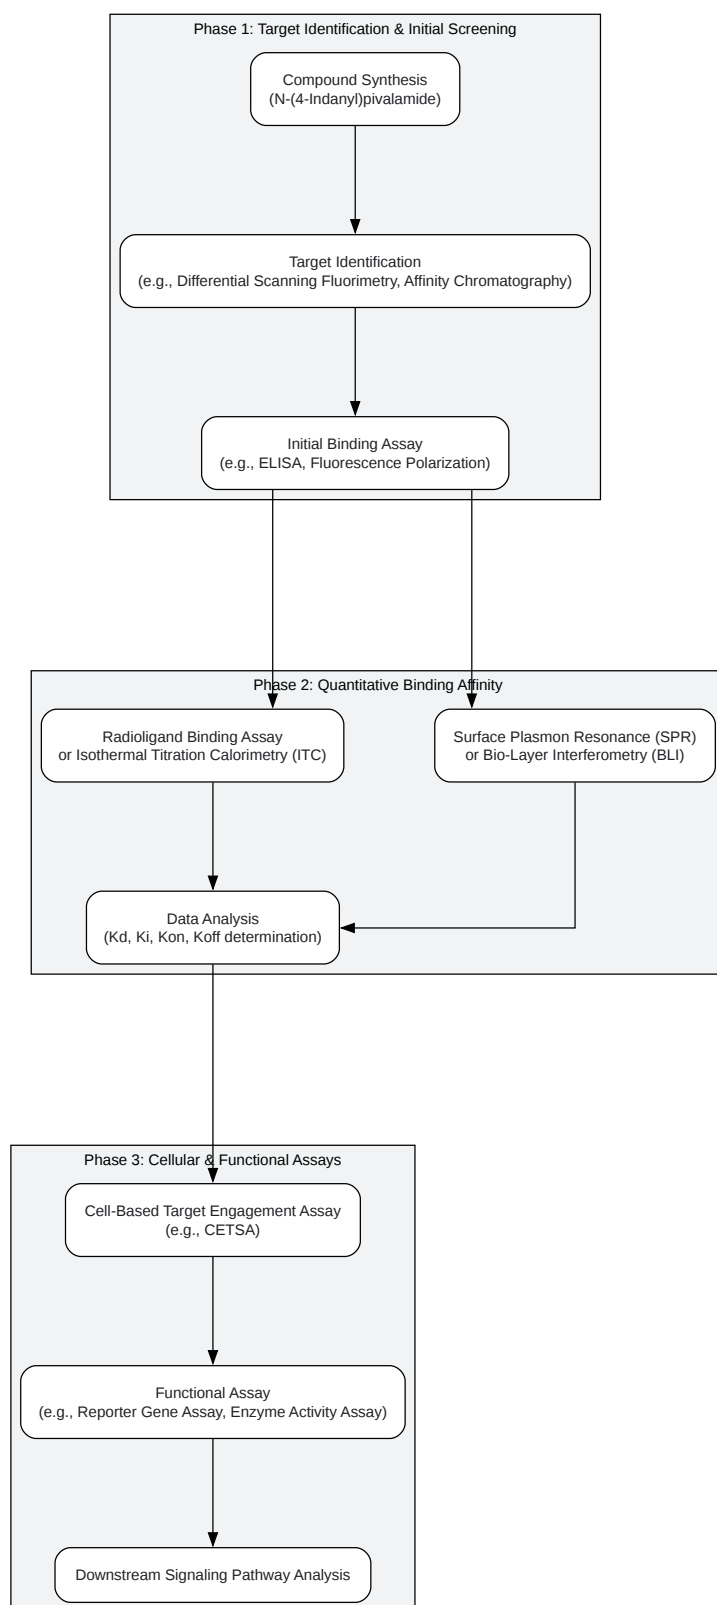 Phase 1: Target Identification & Initial Screening
Compound Synthesis
(N-(4-Indanyl)pivalamide)
Target Identification
(e.g., Differential Scanning Fluorimetry, Affinity Chromatography)
Initial Binding Assay
(e.g., ELISA, Fluorescence Polarization)
Phase 2: Quantitative Binding Affinity
Radioligand Binding Assay
or Isothermal Titration Calorimetry (ITC)
Surface Plasmon Resonance (SPR)
or Bio-Layer Interferometry (BLI)
Data Analysis
(Kd, Ki, Kon, Koff determination)
Phase 3: Cellular & Functional Assays
Cell-Based Target Engagement Assay
(e.g., CETSA)
Functional Assay
(e.g., Reporter Gene Assay, Enzyme Activity Assay)
Downstream Signaling Pathway Analysis